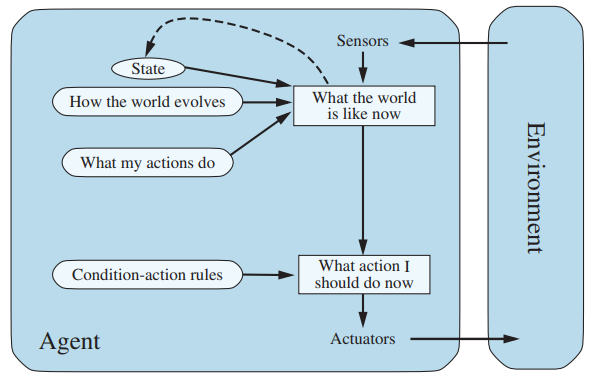 Sensors
State
How the world evolves
What the world
is like now
What my actions do
Condition-action rules
What action I
should do now
Agent
Actuators
Environment